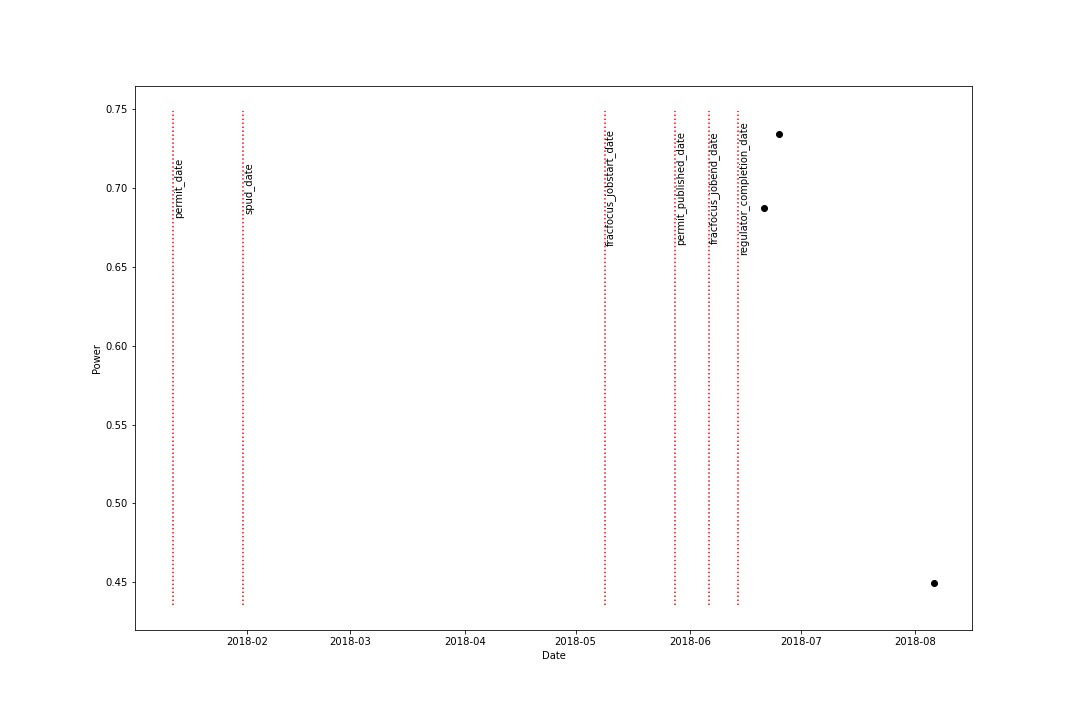 0.75
0.70
0.65
0.60
0.55
0.50
0.45
Power
permit_date
spud_date
fracfocus_jobstart_date
permit_published_date
fracfocus_jobend_date
regulator_completion_date
2018-02
2018-03
2018-04
2018-05
2018-06
2018-07
2018-08
Date